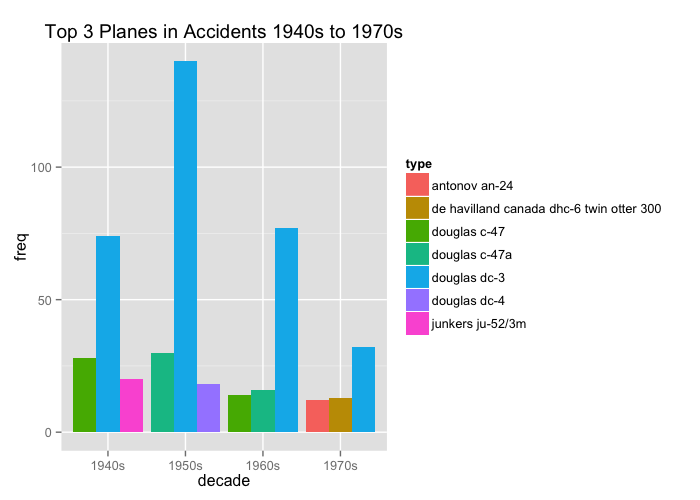 Top 3 Planes in Accidents 1940s to 1970s
freq
100
50
0
1940s 1950s 1960s 1970s
decade
type
antonov an-24
de havilland canada dhc-6 twin otter 300
douglas c-47
douglas c-47a
douglas dc-3
douglas dc-4
junkers ju-52/3m